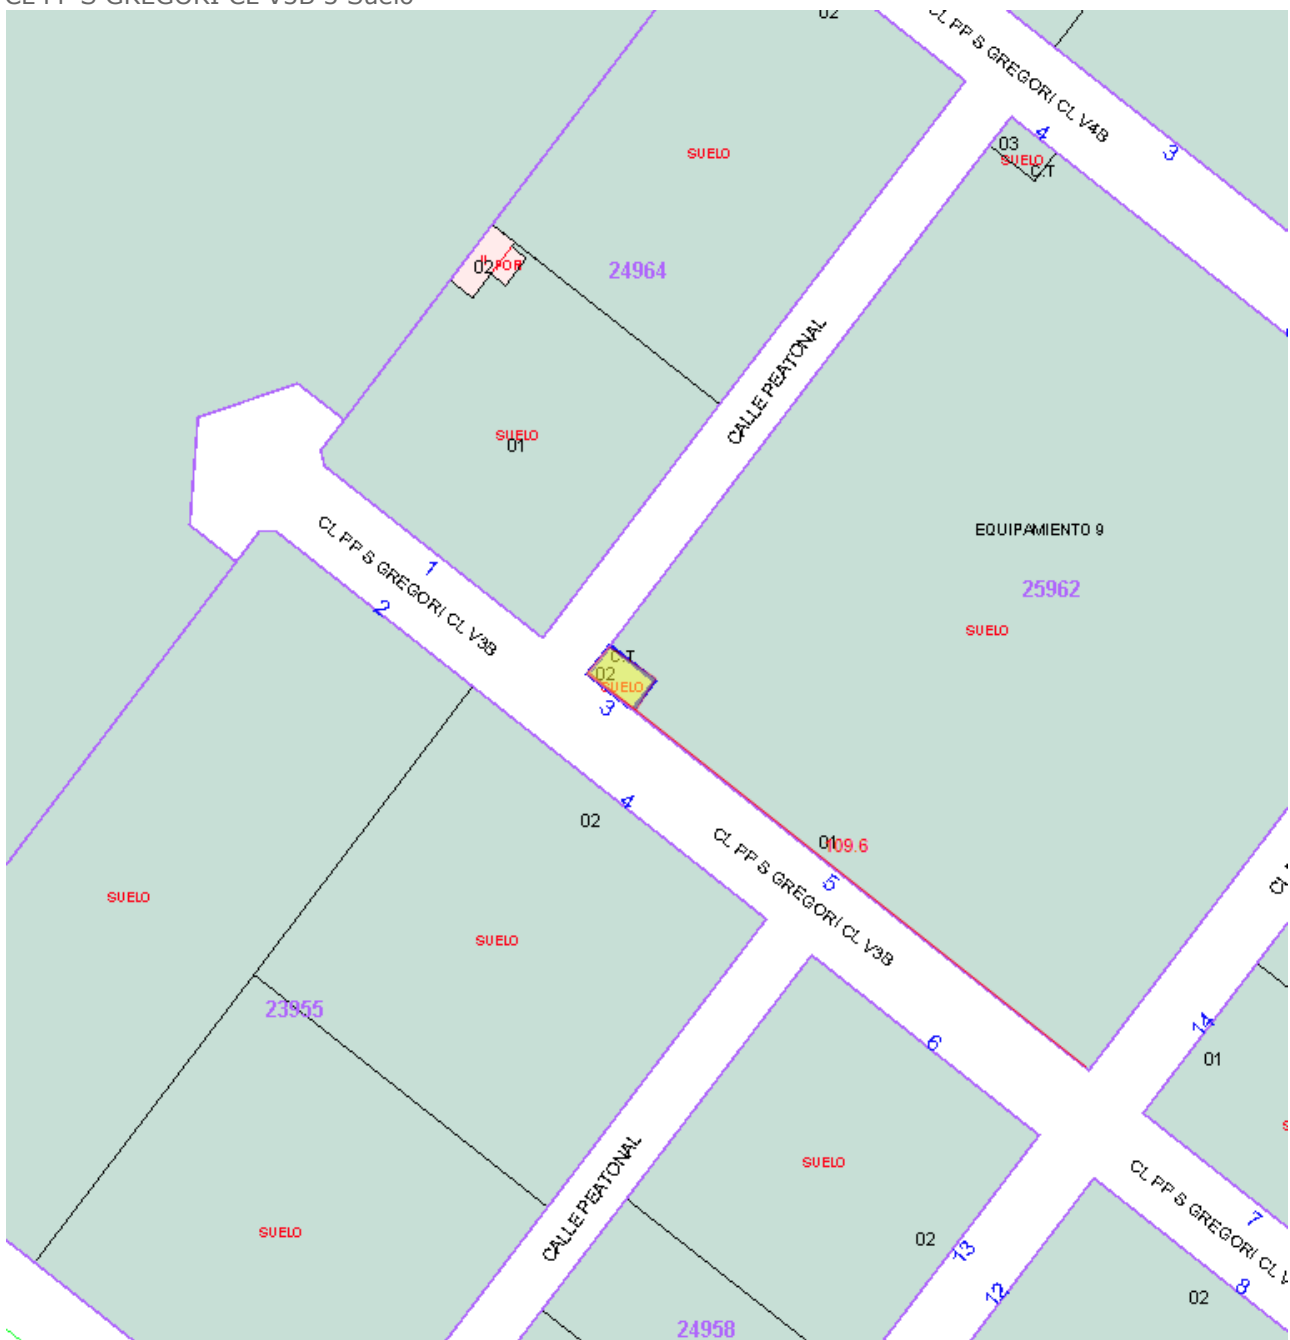 CL PP S GREGORI CL V3B 3 Suelo
02
CL PP S GREGORI CL V4B
3
4
03
SUELO
C.T
SUELO
24964
02
POR
CALLE PEATONAL
SUELO
01
EQUIPAMIENTO 9
25962
SUELO
CL PP S GREGORI CL V3B
1
2
C.T
02
SUELO
3
4
02
01
109.6
5
CL PP S GREGORI CL V3B
SUELO
SUELO
23955
6
14
01
SUELO
CALLE PEATONAL
SUELO
02
13
12
CL PP S GREGORI CL
7
8
02
24958